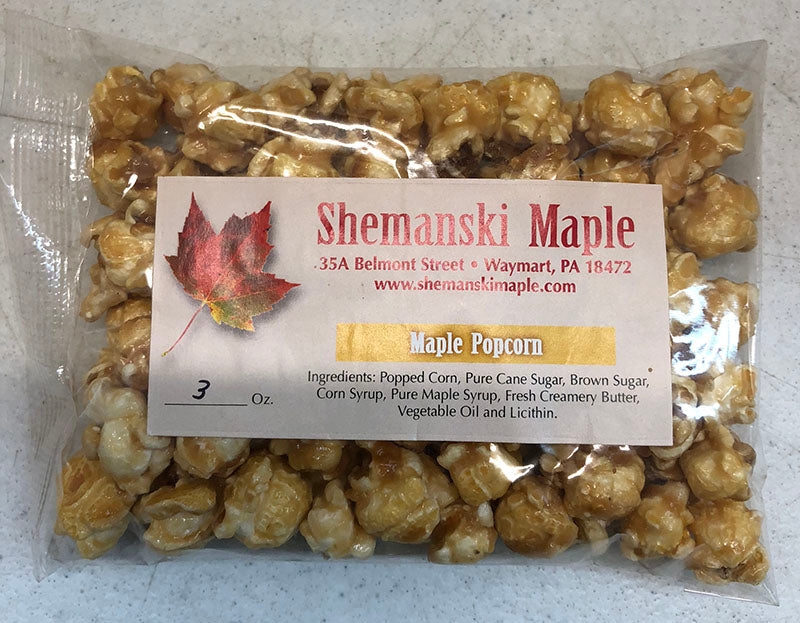 Shemanski Maple
35A Belmont Street • Waymart, PA 18472
www.shemanskimaple.com
Maple Popcorn
Ingredients: Popped Corn, Pure Cane Sugar, Brown Sugar,
Corn Syrup, Pure Maple Syrup, Fresh Creamery Butter,
Vegetable Oil and Licithin.
3 Oz.